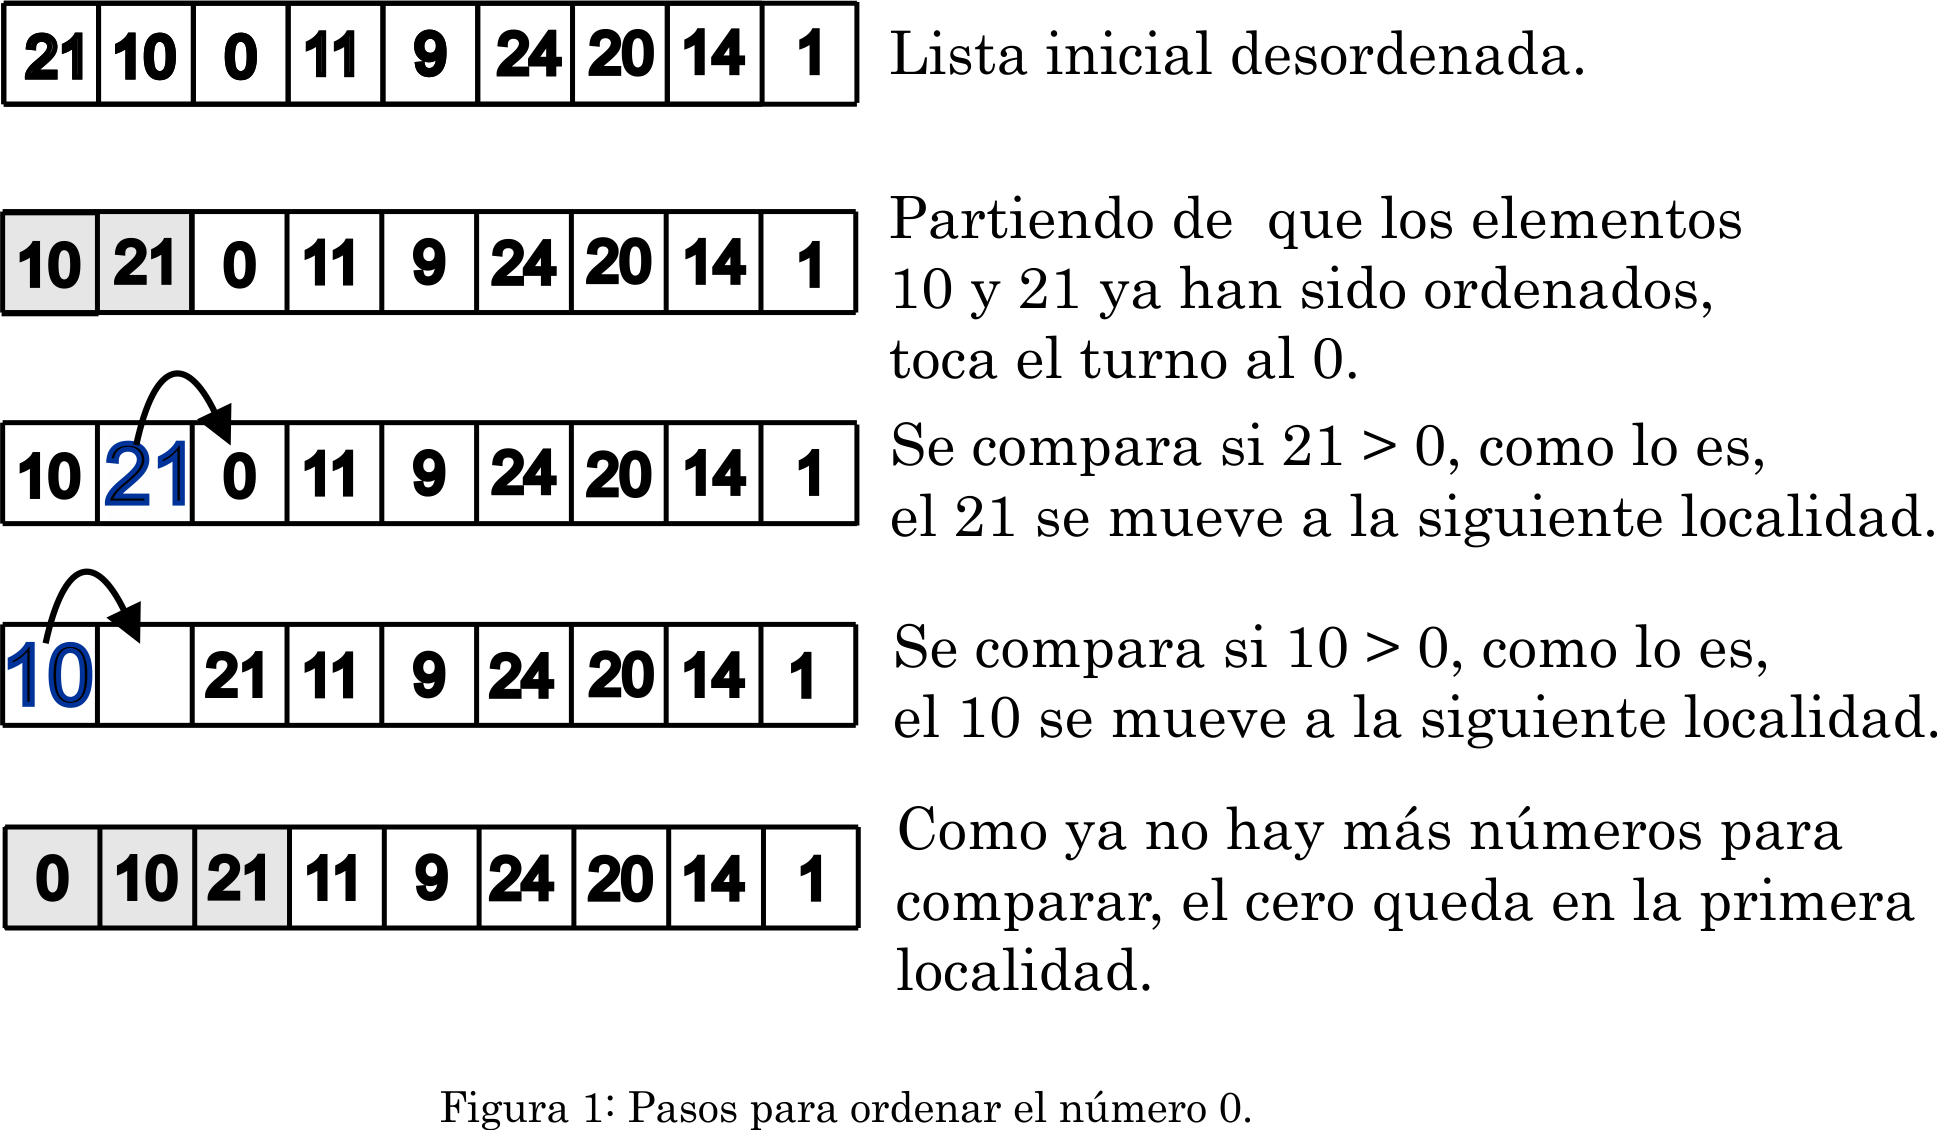 21 10 0 11 9 24 20 14 1 Lista inicial desordenada.
Partiendo de  que los elementos
10 21 0 11 9 24 20 14 1 10 y 21 ya han sido ordenados,
toca el turno al 0.
10 21 0 11 9 24 20 14 1 Se compara si 21 > 0, como lo es,
el 21 se mueve a la siguiente localidad.
10 21 11 9 24 20 14 1 Se compara si 10 > 0, como lo es,
el 10 se mueve a la siguiente localidad.
Como ya no hay más números para
0 10 21 11 9 24 20 14 1 comparar, el cero queda en la primera
localidad.
Figura 1: Pasos para ordenar el número 0.